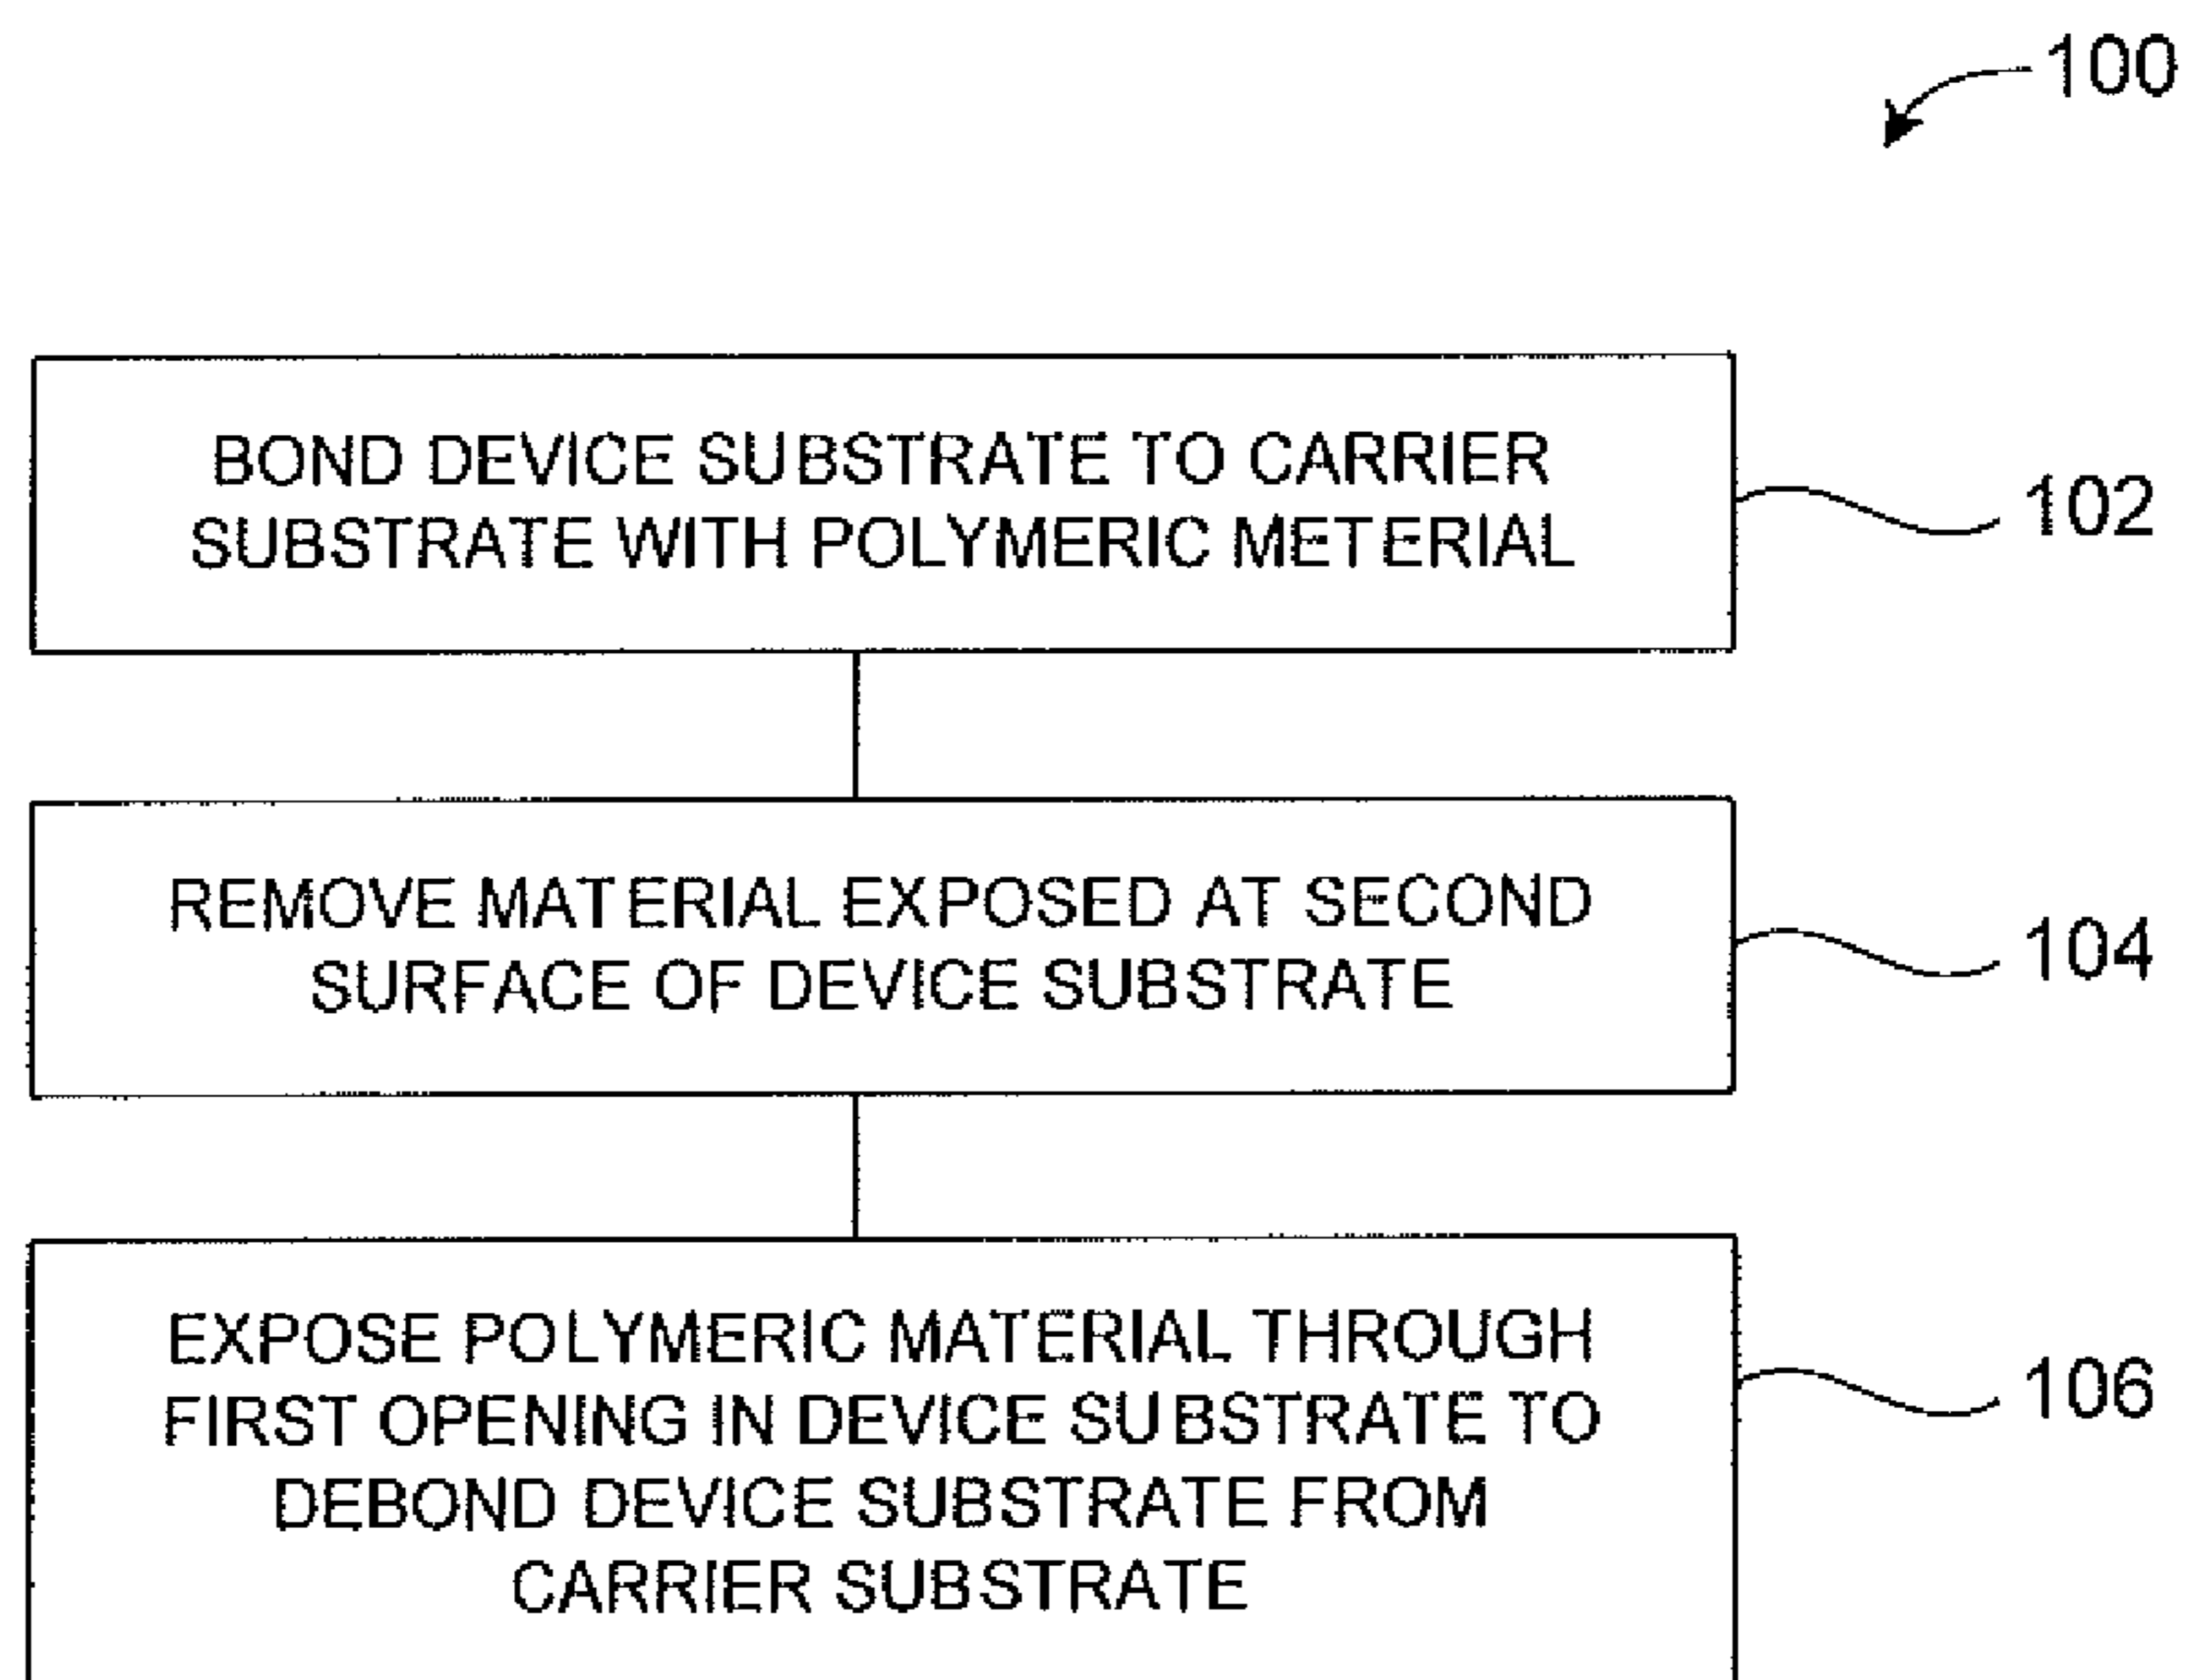 100
BOND DEVICE SUBSTRATE TO CARRIER
SUBSTRATE WITH POLYMERIC METERIAL
102
REMOVE MATERIAL EXPOSED AT SECOND
SURFACE OF DEVICE SUBSTRATE
104
EXPOSE POLYMERIC MATERIAL THROUGH
FIRST OPENING IN DEVICE SUBSTRATE TO
DEBOND DEVICE SUBSTRATE FROM
CARRIER SUBSTRATE
106